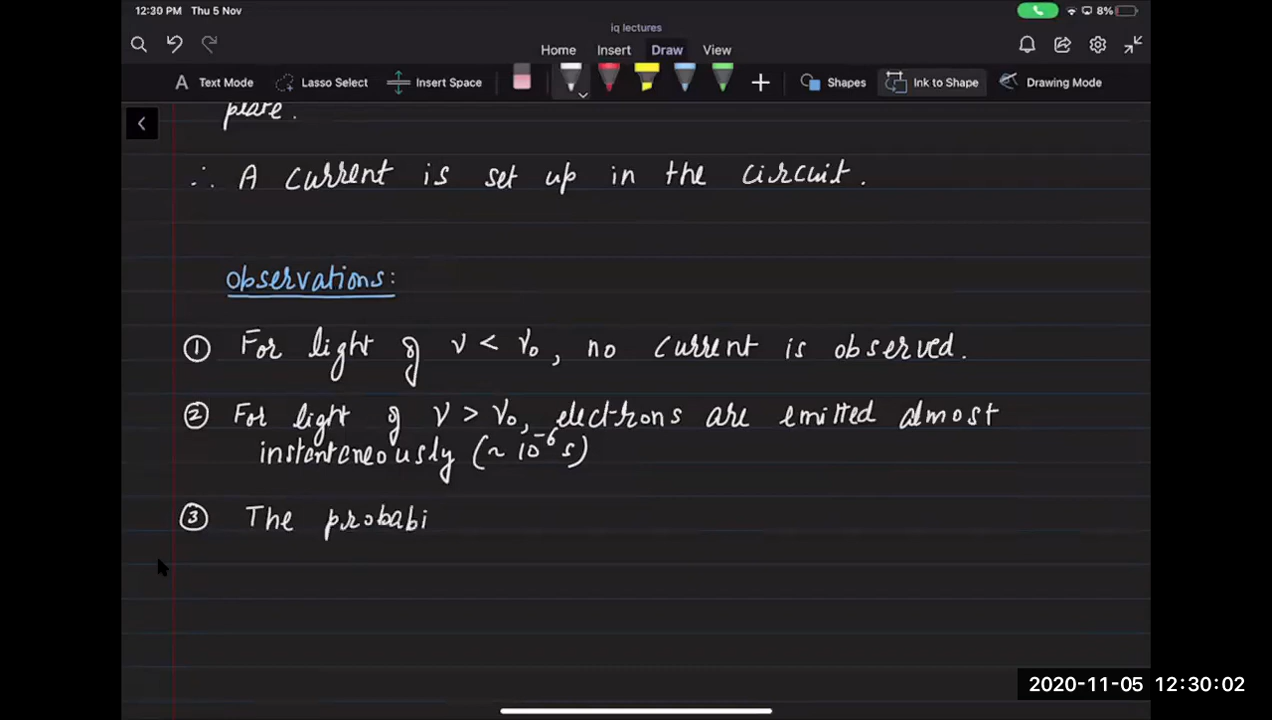 12:30 PM Thu 5 Nov
8%
iq lectures
Home Insert Draw View
Text Mode Lasso Select Insert Space Shapes Ink to Shape Drawing Mode
plate.
∴ A current is set up in the circuit.
Observations:
① For light of ν < ν₀, no current is observed.
② For light of ν > ν₀, electrons are emitted almost
instantaneously (~ 10⁻⁶ s)
③ The probabi
2020-11-05 12:30:02